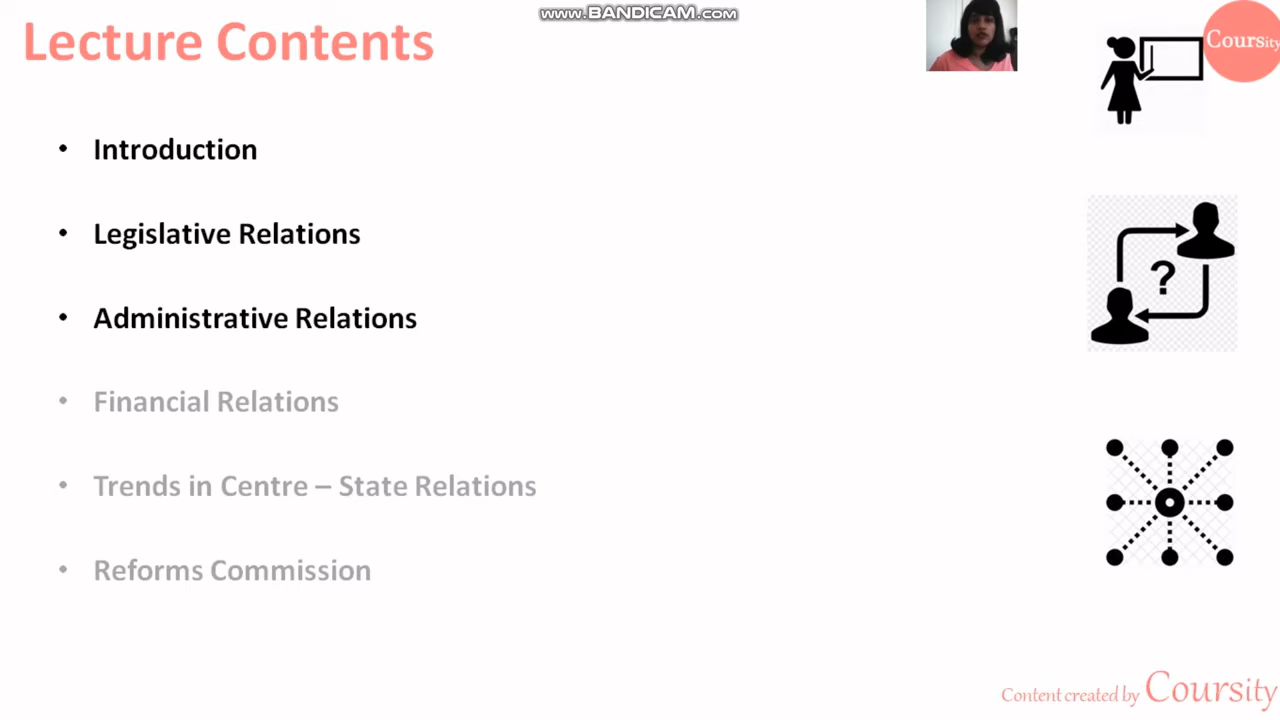 www.BANDICAM.com
Lecture Contents
Coursity
• Introduction
• Legislative Relations
• Administrative Relations
?
• Financial Relations
• Trends in Centre – State Relations
• Reforms Commission
Content created by Coursity